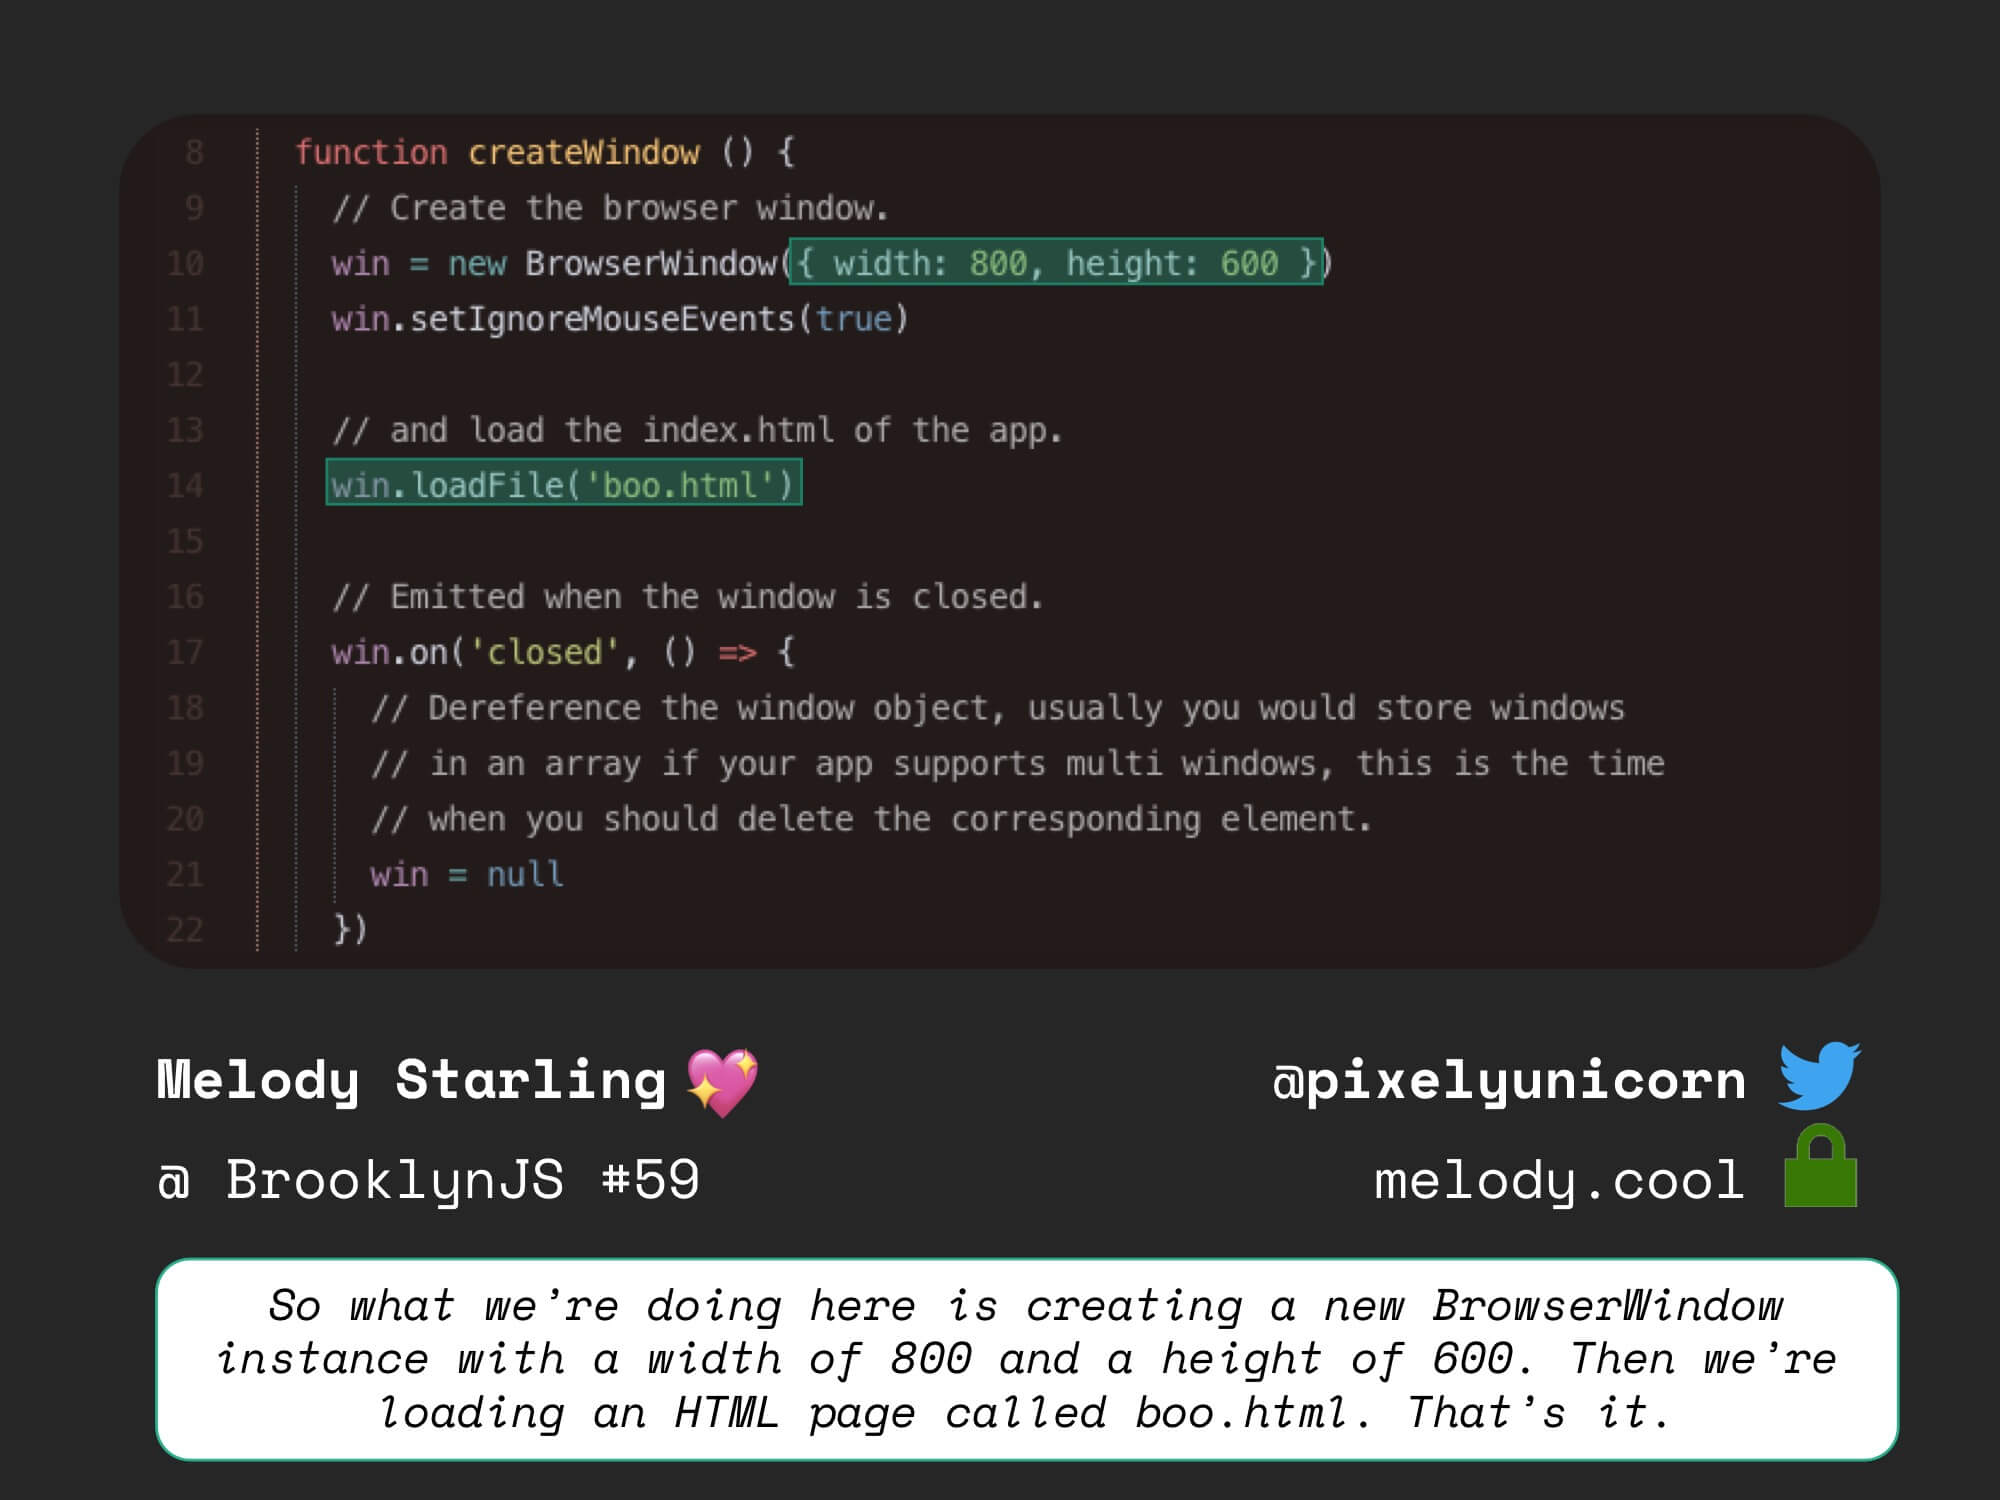 8 function createWindow () {
9 // Create the browser window.
10 win = new BrowserWindow({ width: 800, height: 600 })
11 win.setIgnoreMouseEvents(true)
12
13 // and load the index.html of the app.
14 win.loadFile('boo.html')
15
16 // Emitted when the window is closed.
17 win.on('closed', () => {
18 // Dereference the window object, usually you would store windows
19 // in an array if your app supports multi windows, this is the time
20 // when you should delete the corresponding element.
21 win = null
22 })
Melody Starling 💖
@pixelyunicorn
@ BrooklynJS #59
melody.cool
So what we're doing here is creating a new BrowserWindow
instance with a width of 800 and a height of 600. Then we're
loading an HTML page called boo.html. That's it.